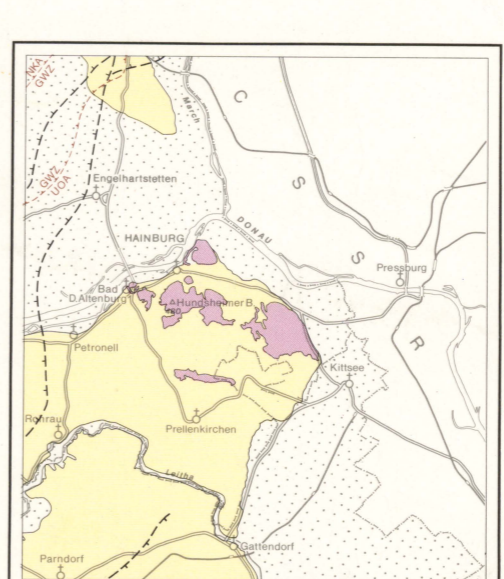 NKA
GWZ
GWZ
UOA
March
C
S
S
R
Engelhartstetten
HAINBURG
DONAU
Pressburg
Bad
D.Altenburg
Hundsheimer B.
480
Petronell
Kittsee
Prellenkirchen
Rohrau
Leitha
Gattendorf
Parndorf